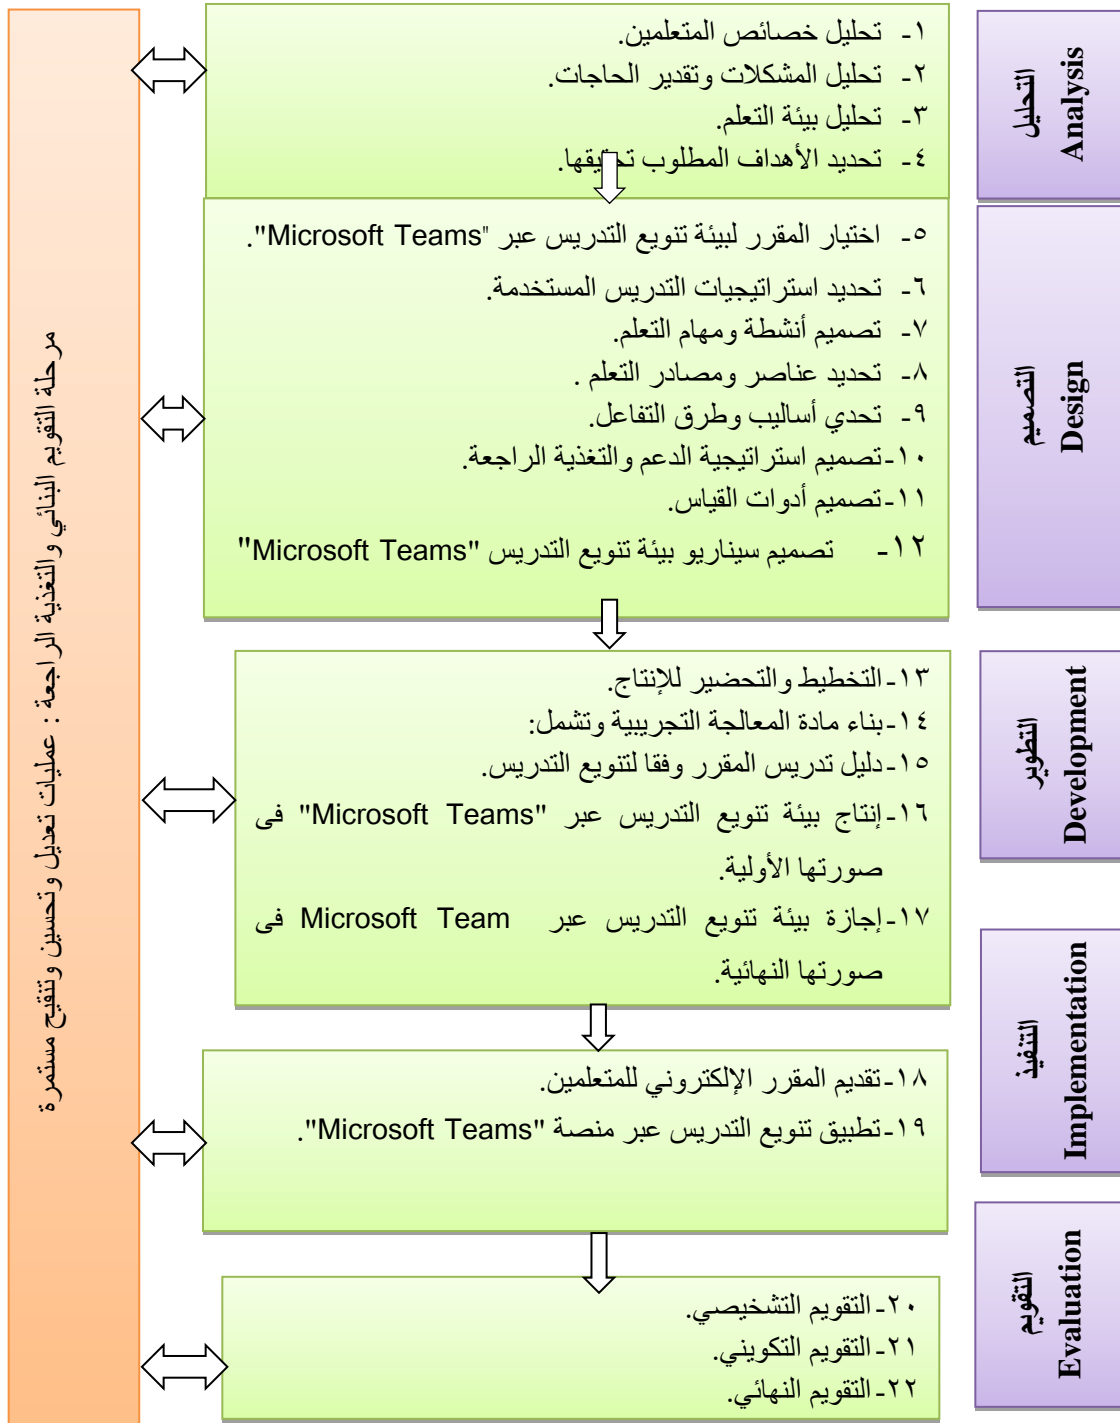 ١- تحليل خصائص المتعلمين.
٢- تحليل المشكلات وتقدير الحاجات.
٣- تحليل بيئة التعلم.
٤- تحديد الأهداف المطلوب تحقيقها.
التحليل
Analysis
٥- اختيار المقرر لبيئة تنويع التدريس عبر "Microsoft Teams".
٦- تحديد استراتيجيات التدريس المستخدمة.
٧- تصميم أنشطة ومهام التعلم.
٨- تحديد عناصر ومصادر التعلم .
٩- تحدي أساليب وطرق التفاعل.
١٠-تصميم استراتيجية الدعم والتغذية الراجعة.
١١-تصميم أدوات القياس.
١٢- تصميم سيناريو بيئة تنويع التدريس "Microsoft Teams"
التصميم
Design
١٣-التخطيط والتحضير للإنتاج.
١٤-بناء مادة المعالجة التجريبية وتشمل:
١٥-دليل تدريس المقرر وفقا لتنويع التدريس.
١٦-إنتاج بيئة تنويع التدريس عبر "Microsoft Teams" فى
صورتها الأولية.
١٧-إجازة بيئة تنويع التدريس عبر Microsoft Team فى
صورتها النهائية.
التطوير
Development
١٨-تقديم المقرر الإلكتروني للمتعلمين.
١٩-تطبيق تنويع التدريس عبر منصة "Microsoft Teams".
التنفيذ
Implementation
٢٠-التقويم التشخيصي.
٢١-التقويم التكويني.
٢٢-التقويم النهائي.
التقويم
Evaluation
مرحلة التقويم البنائي والتغذية الراجعة : عمليات تعديل وتحسين وتنقيح مستمرة